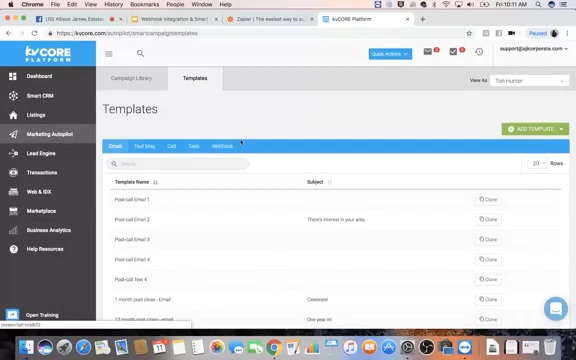 Chrome File Edit View History Bookmarks People Window Help
Fri 10:11 AM
(1) Allison James Estates
Webhook Integration & Smart
Zapier | The easiest way to au
kvCORE Platform
https://kvcore.com/autopilot/smartcampaigntemplates
Paused
kvCORE
PLATFORM
Quick Actions
support@ajicorporate.com
Dashboard
Smart CRM
Listings
Marketing Autopilot
Lead Engine
Transactions
Web & IDX
Marketplace
Business Analytics
Help Resources
Open Training
Campaign Library
Templates
View As
Tori Hunter
Templates
ADD TEMPLATE
Email Text Msg Call Task Webhook
Search
20 Rows
Template Name Subject
Post-call Email 1 Clone
Post-call Email 2 There's interest in your area Clone
Post-call Email 3 Clone
Post-call Email 4 Clone
Post-call Text 4 Clone
1 month post close - Email Celebrate! Clone
12 month post close - email One year in! Clone
javascript:void(0)